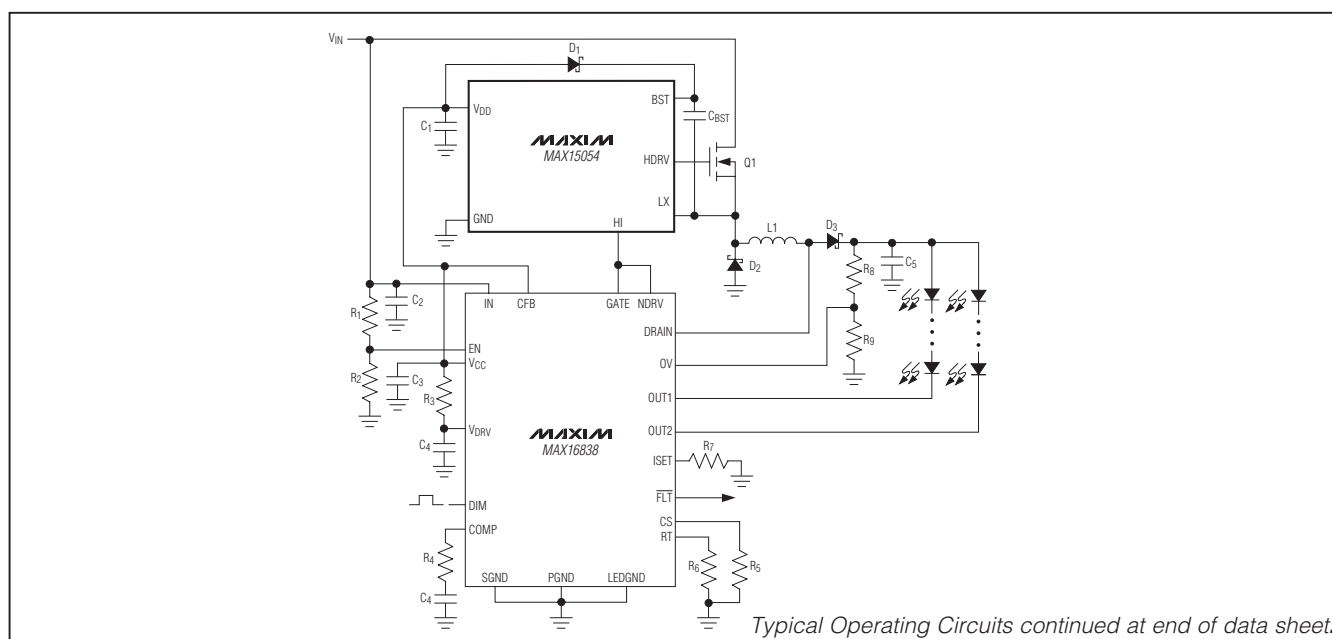 VIN
D1
VDD
BST
C1
CBST
MAXIM
MAX15054
HDRV
Q1
LX
GND
HI
L1
D3
D2
R8
C5
IN
CFB
GATE
NDRV
C2
R1
DRAIN
R9
EN
OV
VCC
R2
C3
R3
OUT1
VDRV
MAXIM
OUT2
C4
MAX16838
ISET
R7
FLT
DIM
CS
COMP
RT
R4
R6
R5
SGND
PGND
LEDGND
C4
Typical Operating Circuits continued at end of data sheet.